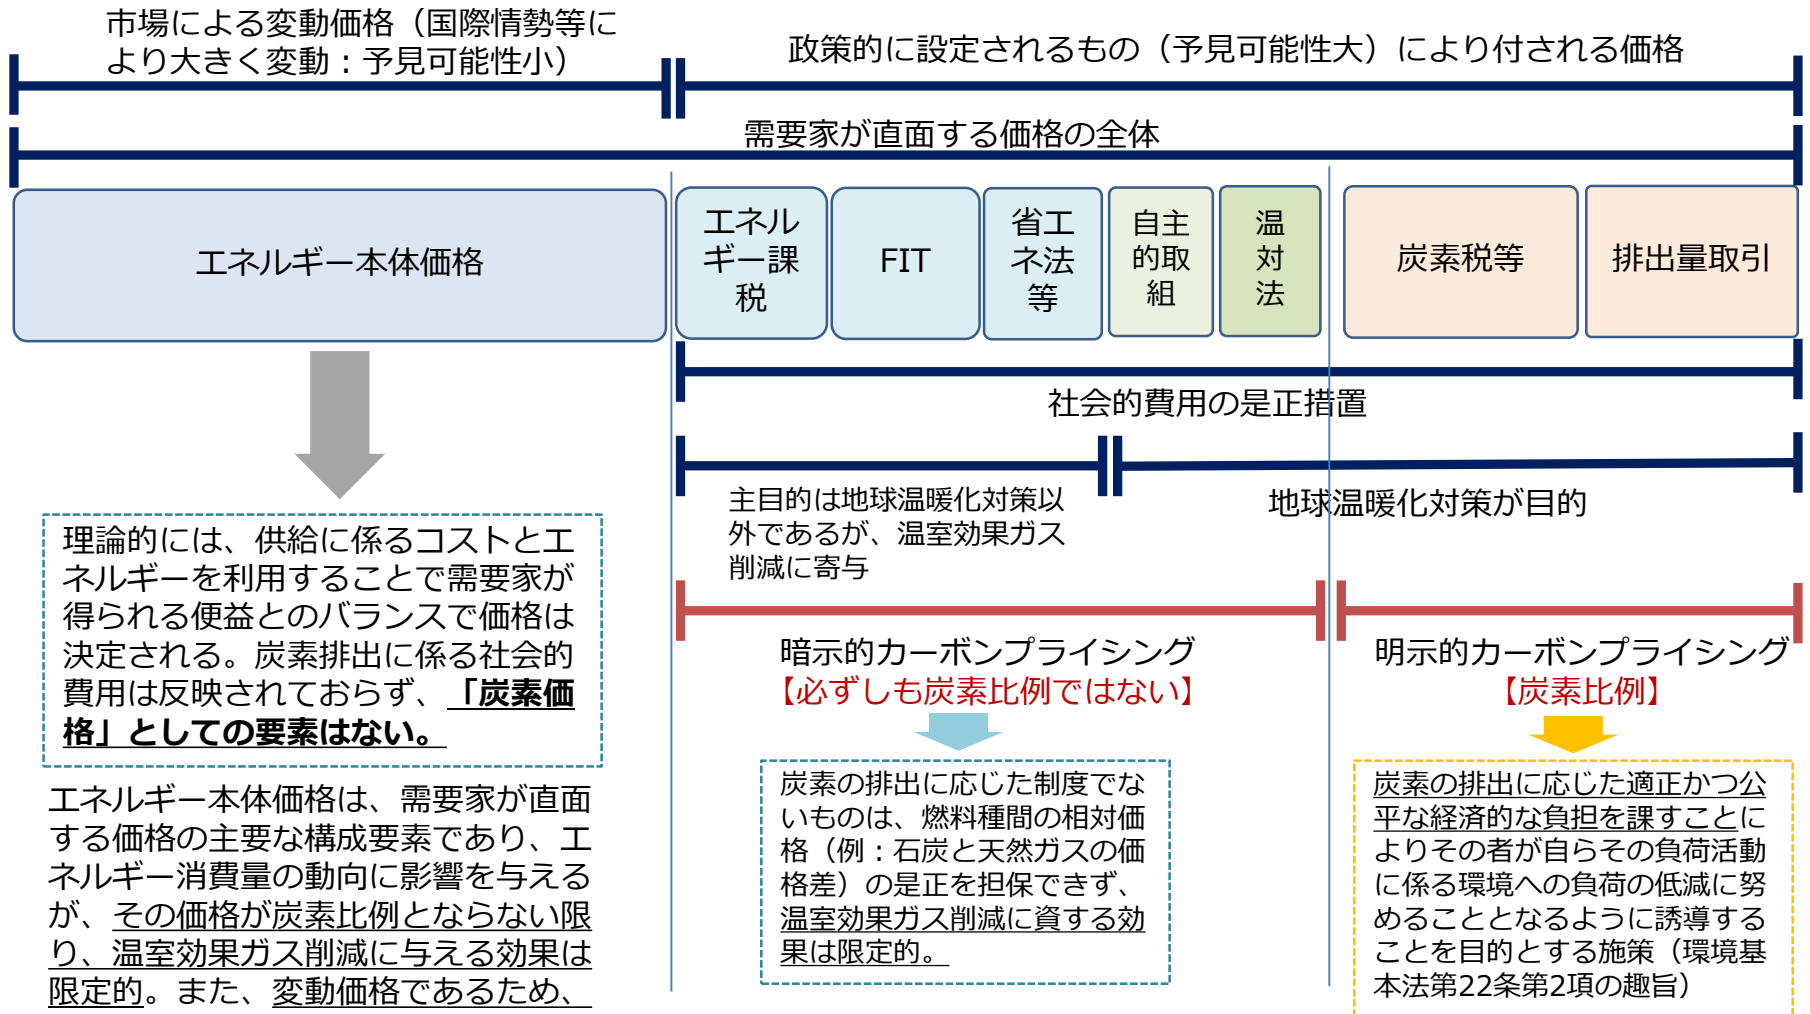 市場による変動価格（国際情勢等に
より大きく変動：予見可能性小）
政策的に設定されるもの（予見可能性大）により付される価格
需要家が直面する価格の全体
エネルギー本体価格
エネル
ギー課
税
FIT
省エ
ネ法
等
自主
的取
組
温
対
法
炭素税等
排出量取引
社会的費用の是正措置
主目的は地球温暖化対策以
外であるが、温室効果ガス
削減に寄与
地球温暖化対策が目的
理論的には、供給に係るコストとエ
ネルギーを利用することで需要家が
得られる便益とのバランスで価格は
決定される。炭素排出に係る社会的
費用は反映されておらず、「炭素価
格」としての要素はない。
エネルギー本体価格は、需要家が直面
する価格の主要な構成要素であり、エ
ネルギー消費量の動向に影響を与える
が、その価格が炭素比例とならない限
り、温室効果ガス削減に与える効果は
限定的。また、変動価格であるため、
暗示的カーボンプライシング
【必ずしも炭素比例ではない】
炭素の排出に応じた制度でな
いものは、燃料種間の相対価
格（例：石炭と天然ガスの価
格差）の是正を担保できず、
温室効果ガス削減に資する効
果は限定的。
明示的カーボンプライシング
【炭素比例】
炭素の排出に応じた適正かつ公
平な経済的な負担を課すことに
よりその者が自らその負荷活動
に係る環境への負荷の低減に努
めることとなるように誘導する
ことを目的とする施策（環境基
本法第22条第2項の趣旨）